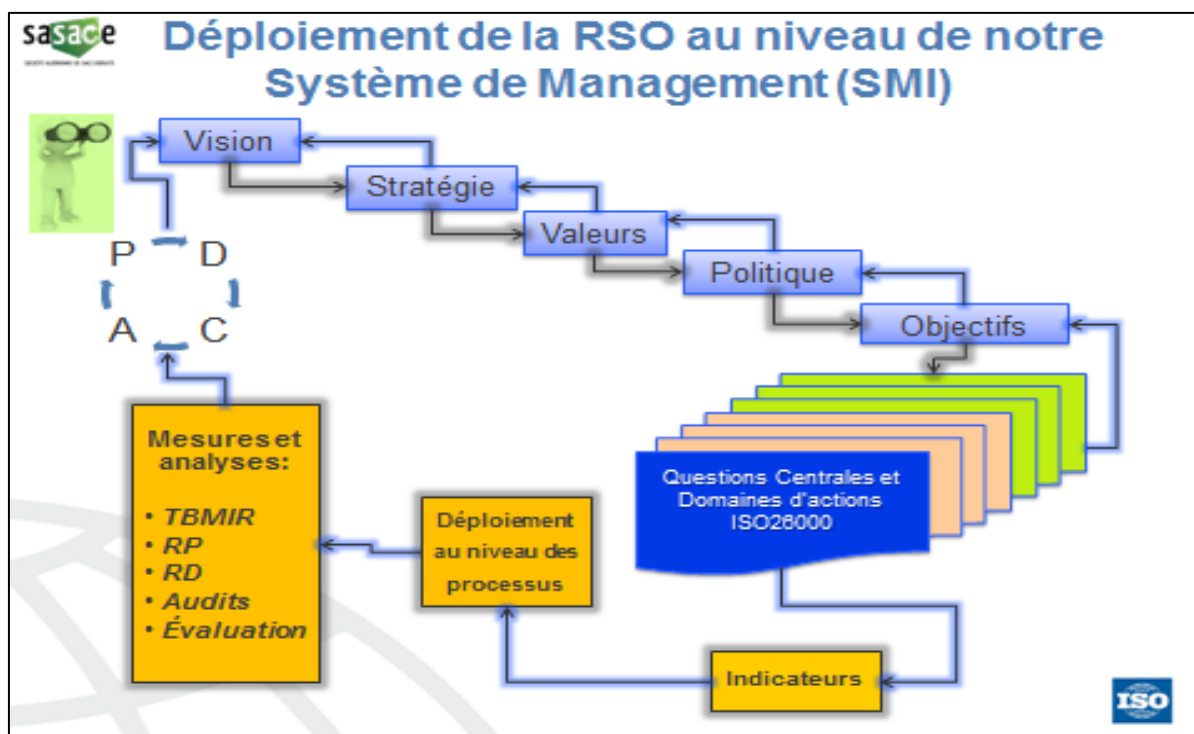 sasace
Déploiement de la RSO au niveau de notre
Système de Management (SMI)
Vision
Stratégie
Valeurs
Politique
Objectifs
P D
A C
Mesures et
analyses:
• TBMIR
• RP
• RD
• Audits
• Évaluation
Déploiement
au niveau des
processus
Questions Centrales et
Domaines d'actions
ISO26000
Indicateurs
ISO